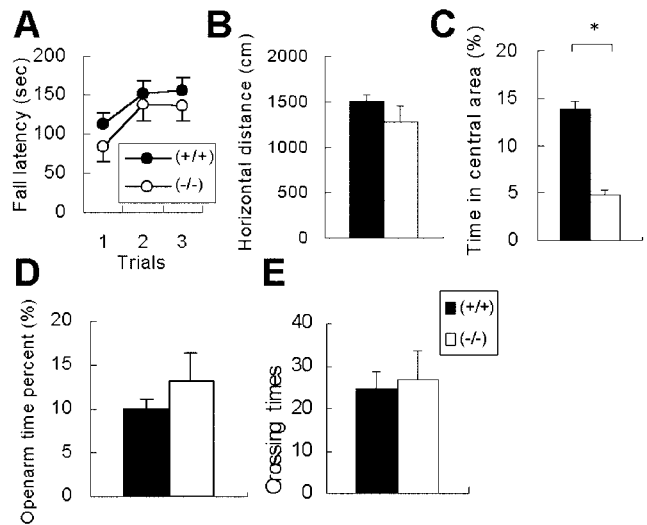 A
Fall latency (sec)
200
150
100
50
0
(+/+)
(-/-)
1 2 3
Trials
B
Horizontal distance (cm)
2000
1500
1000
500
0
C
Time in central area (%)
20
15
10
5
0
*
D
Openarm time percent (%)
20
15
10
5
0
E
Crossing times
40
30
20
10
0
(+/+)
(-/-)